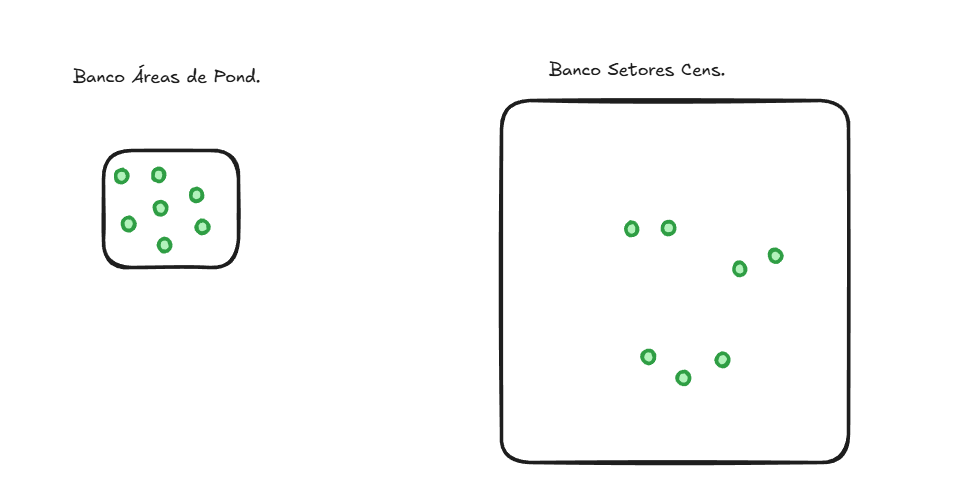 Banco Áreas de Pond.
Banco Setores Cens.